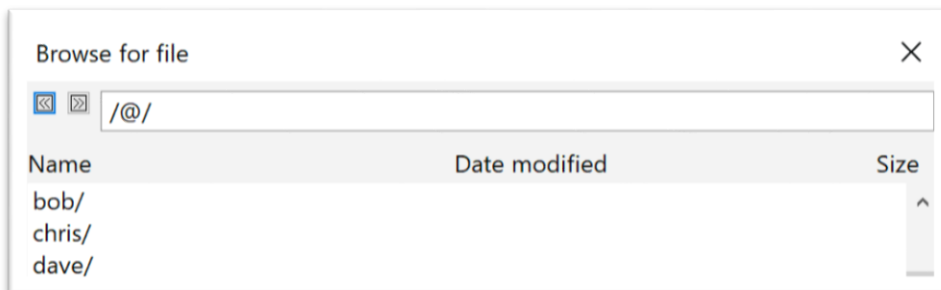 Browse for file
/@/
Name Date modified Size
bob/
chris/
dave/